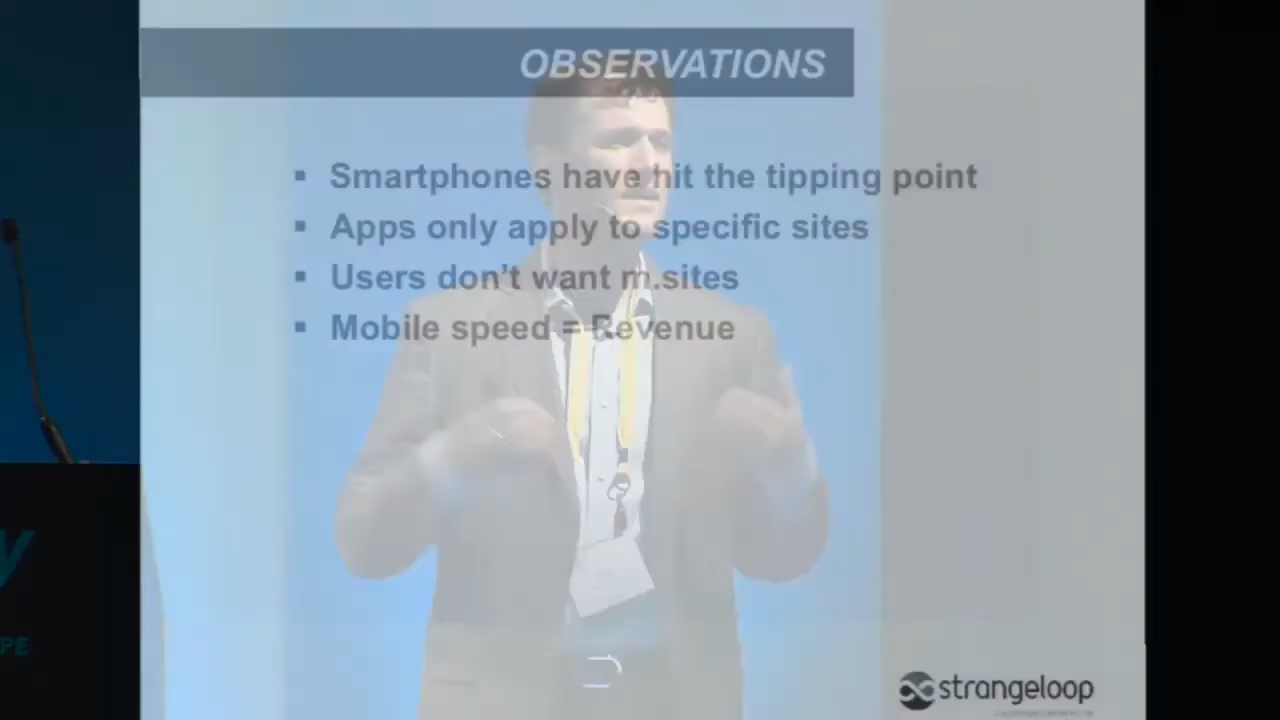 OBSERVATIONS
▪ Smartphones have hit the tipping point
▪ Apps only apply to specific sites
▪ Users don't want m.sites
▪ Mobile speed = Revenue
y
PE
strangeloop